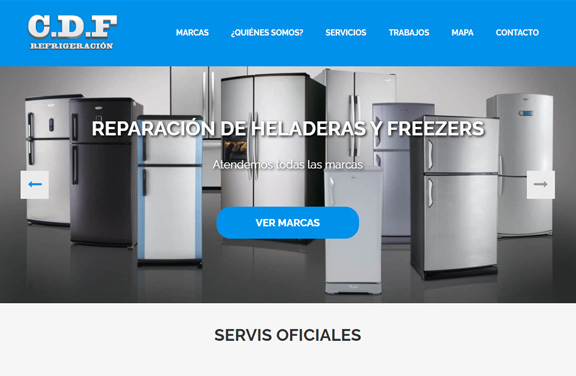 C.D.F
REFRIGERACIÓN
MARCAS
¿QUIÉNES SOMOS?
SERVICIOS
TRABAJOS
MAPA
CONTACTO
REPARACIÓN DE HELADERAS Y FREEZERS
Atendemos todas las marcas
VER MARCAS
SERVIS OFICIALES